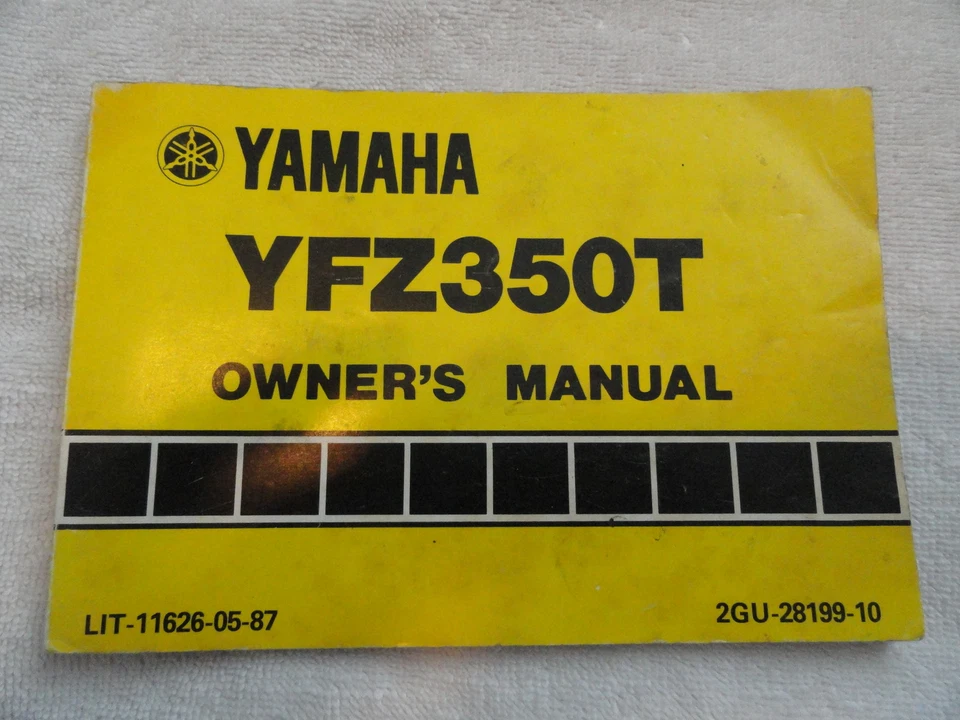 YAMAHA
YFZ350T
OWNER'S MANUAL
LIT-11626-05-87
2GU-28199-10